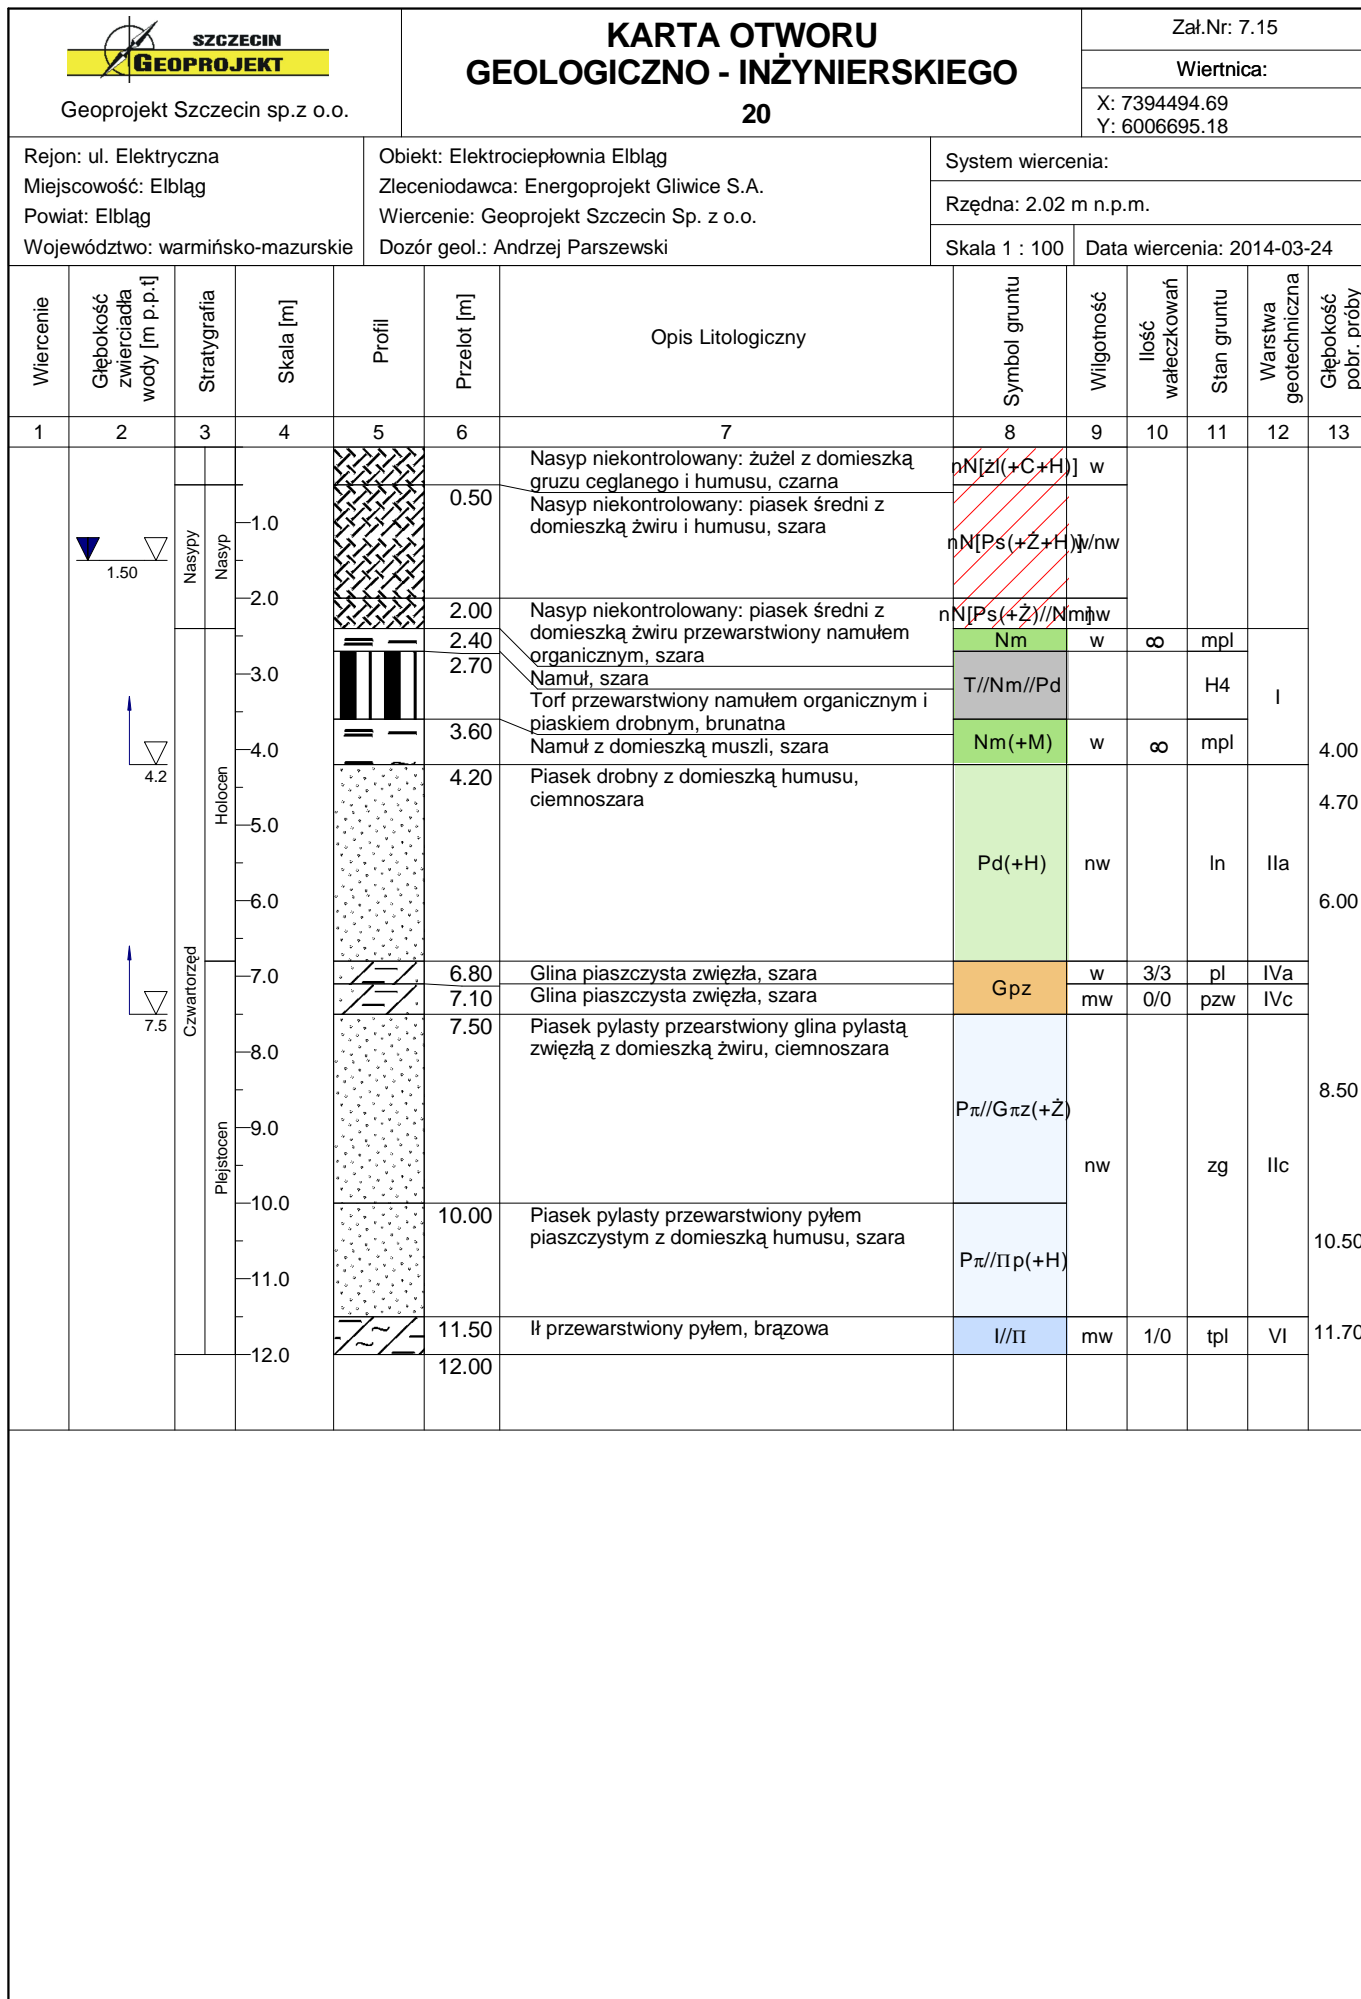 SZCZECIN
GEOPROJEKT
Geoprojekt Szczecin sp.z o.o.
KARTA OTWORU
GEOLOGICZNO - INŻYNIERSKIEGO
20
Zał.Nr: 7.15
Wiertnica:
X: 7394494.69
Y: 6006695.18
Rejon: ul. Elektryczna
Miejscowość: Elbląg
Powiat: Elbląg
Województwo: warmińsko-mazurskie
Obiekt: Elektrociepłownia Elbląg
Zleceniodawca: Energoprojekt Gliwice S.A.
Wiercenie: Geoprojekt Szczecin Sp. z o.o.
Dozór geol.: Andrzej Parszewski
System wiercenia:
Rzędna: 2.02 m n.p.m.
Skala 1 : 100
Data wiercenia: 2014-03-24
Wiercenie
Głębokość
zwierciadła
wody [m p.p.t]
Stratygrafia
Skala [m]
Profil
Przelot [m]
Opis Litologiczny
Symbol gruntu
Wilgotność
Ilość
wałeczkowań
Stan gruntu
Warstwa
geotechniczna
Głębokość
pobr. próby
1 2 3 4 5 6 7 8 9 10 11 12 13
1.50
4.2
7.5
Nasypy
Nasyp
Czwartorzęd
Holocen
Plejstocen
1.0
2.0
3.0
4.0
5.0
6.0
7.0
8.0
9.0
10.0
11.0
12.0
0.50
2.00
2.40
2.70
3.60
4.20
6.80
7.10
7.50
10.00
11.50
12.00
Nasyp niekontrolowany: żużel z domieszką
gruzu ceglanego i humusu, czarna
Nasyp niekontrolowany: piasek średni z
domieszką żwiru i humusu, szara
Nasyp niekontrolowany: piasek średni z
domieszką żwiru przewarstwiony namułem
organicznym, szara
Namuł, szara
Torf przewarstwiony namułem organicznym i
piaskiem drobnym, brunatna
Namuł z domieszką muszli, szara
Piasek drobny z domieszką humusu,
ciemnoszara
Glina piaszczysta zwięzła, szara
Glina piaszczysta zwięzła, szara
Piasek pylasty przearstwiony glina pylastą
zwięzłą z domieszką żwiru, ciemnoszara
Piasek pylasty przewarstwiony pyłem
piaszczystym z domieszką humusu, szara
Ił przewarstwiony pyłem, brązowa
nN[żl(+C+H)] w
nN[Ps(+Ż+H)] w/nw
nN[Ps(+Ż)//Nm] nw
Nm w ∞ mpl
T//Nm//Pd H4 I
Nm(+M) w ∞ mpl
Pd(+H) nw ln IIa
Gpz
w 3/3 pl IVa
mw 0/0 pzw IVc
Pπ//Gπz(+Ż)
nw zg IIc
Pπ//Πp(+H)
I//Π mw 1/0 tpl VI
4.00
4.70
6.00
8.50
10.50
11.70